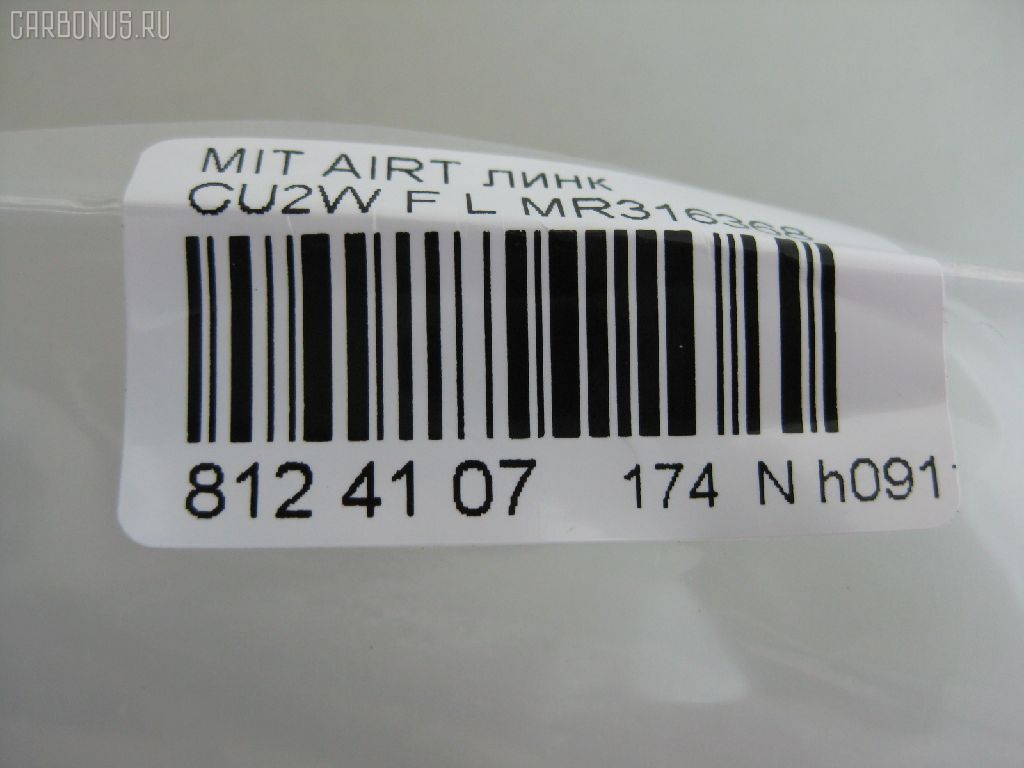 CARBONUS.RU
MIT AIRT линк
CU2W F L MR316368
812 41 07 174 N h091